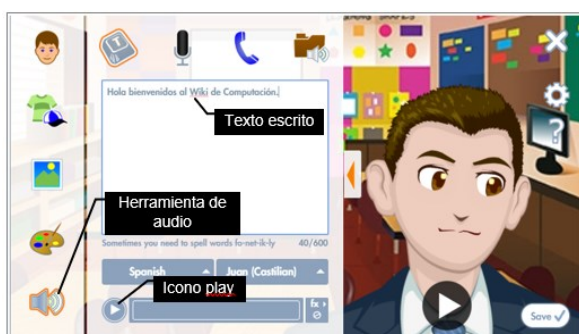 T
Hola bienvenidos al Wiki de Computación.
Texto escrito
Herramienta de
audio
Sometimes you need to spell words fo-net-ik-ly 40/600
Spanish Juan (Castilian)
Icono play
fx
?
Save